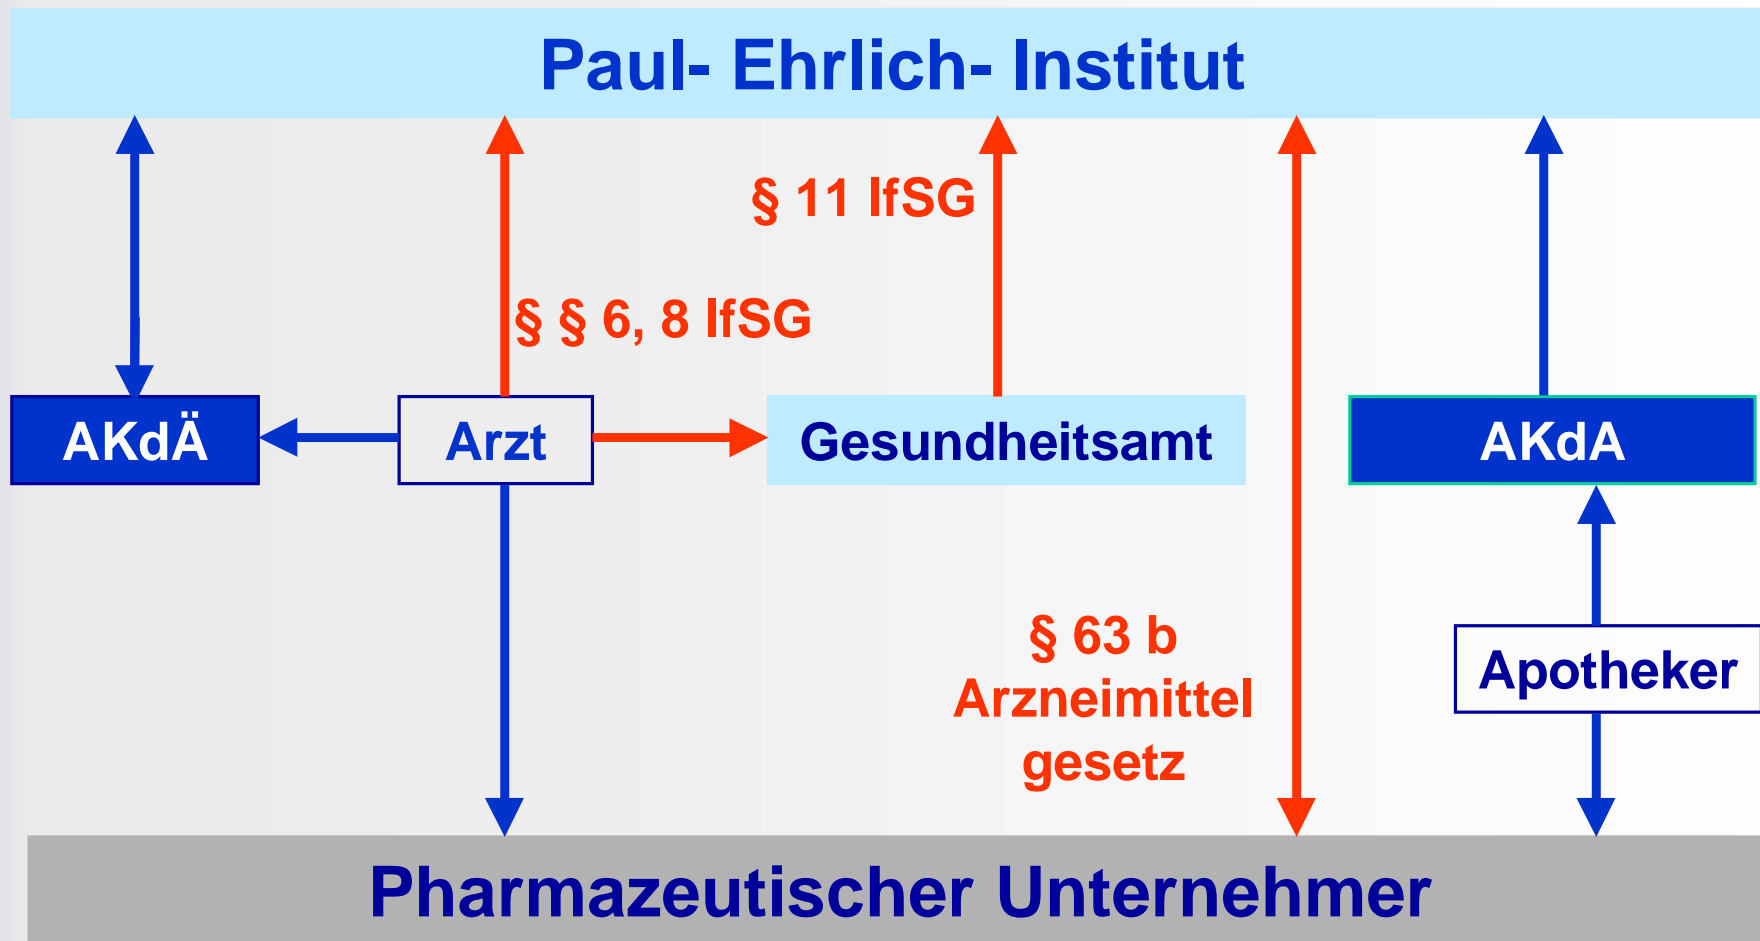 Paul- Ehrlich- Institut
§ 11 IfSG
§ § 6, 8 IfSG
AKdÄ
Arzt
Gesundheitsamt
AKdA
§ 63 b
Arzneimittel
gesetz
Apotheker
Pharmazeutischer Unternehmer